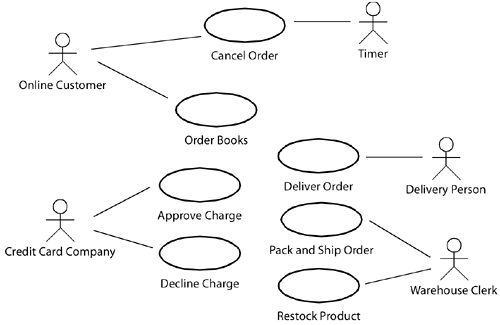 Cancel Order
Timer
Online Customer
Order Books
Deliver Order
Delivery Person
Approve Charge
Credit Card Company
Pack and Ship Order
Decline Charge
Warehouse Clerk
Restock Product